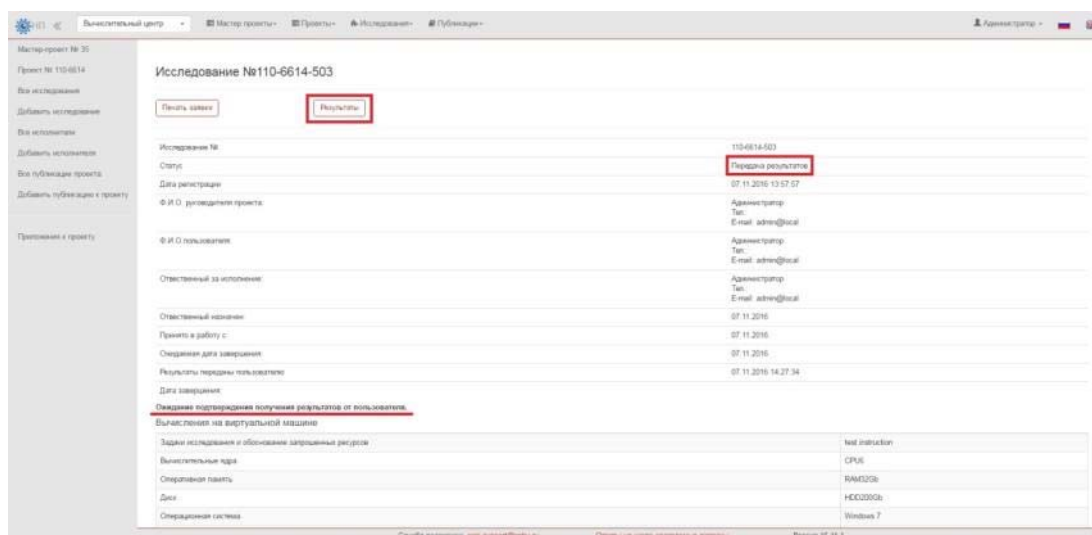 НП
Вычислительный центр
Мастер проекты
Проекты
Исследования
Публикации
Администратор
Мастер-проект № 35
Проект № 110-6614
Все исследования
Добавить исследование
Все исполнители
Добавить исполнителя
Все публикации проекта
Добавить публикацию к проекту
Приложения к проекту
Исследование №110-6614-503
Печать заявки
Результаты
Исследование №: 110-6614-503
Статус: Передача результатов
Дата регистрации: 07.11.2016 13:57:57
Ф.И.О. руководителя проекта: Администратор
Тел.:
E-mail: admin@local
Ф.И.О пользователя: Администратор
Тел.:
E-mail: admin@local
Ответственный за исполнение: Администратор
Тел.:
E-mail: admin@local
Ответственный назначен: 07.11.2016
Принято в работу с: 07.11.2016
Ожидаемая дата завершения: 07.11.2016
Результаты переданы пользователю: 07.11.2016 14:27:34
Дата завершения:
Ожидание подтверждения получения результатов от пользователя.
Вычисления на виртуальной машине
Задачи исследования и обоснование запрошенных ресурсов test instruction
Вычислительные ядра CPU6
Оперативная память RAM32Gb
Диск HDD200Gb
Операционная система Windows 7